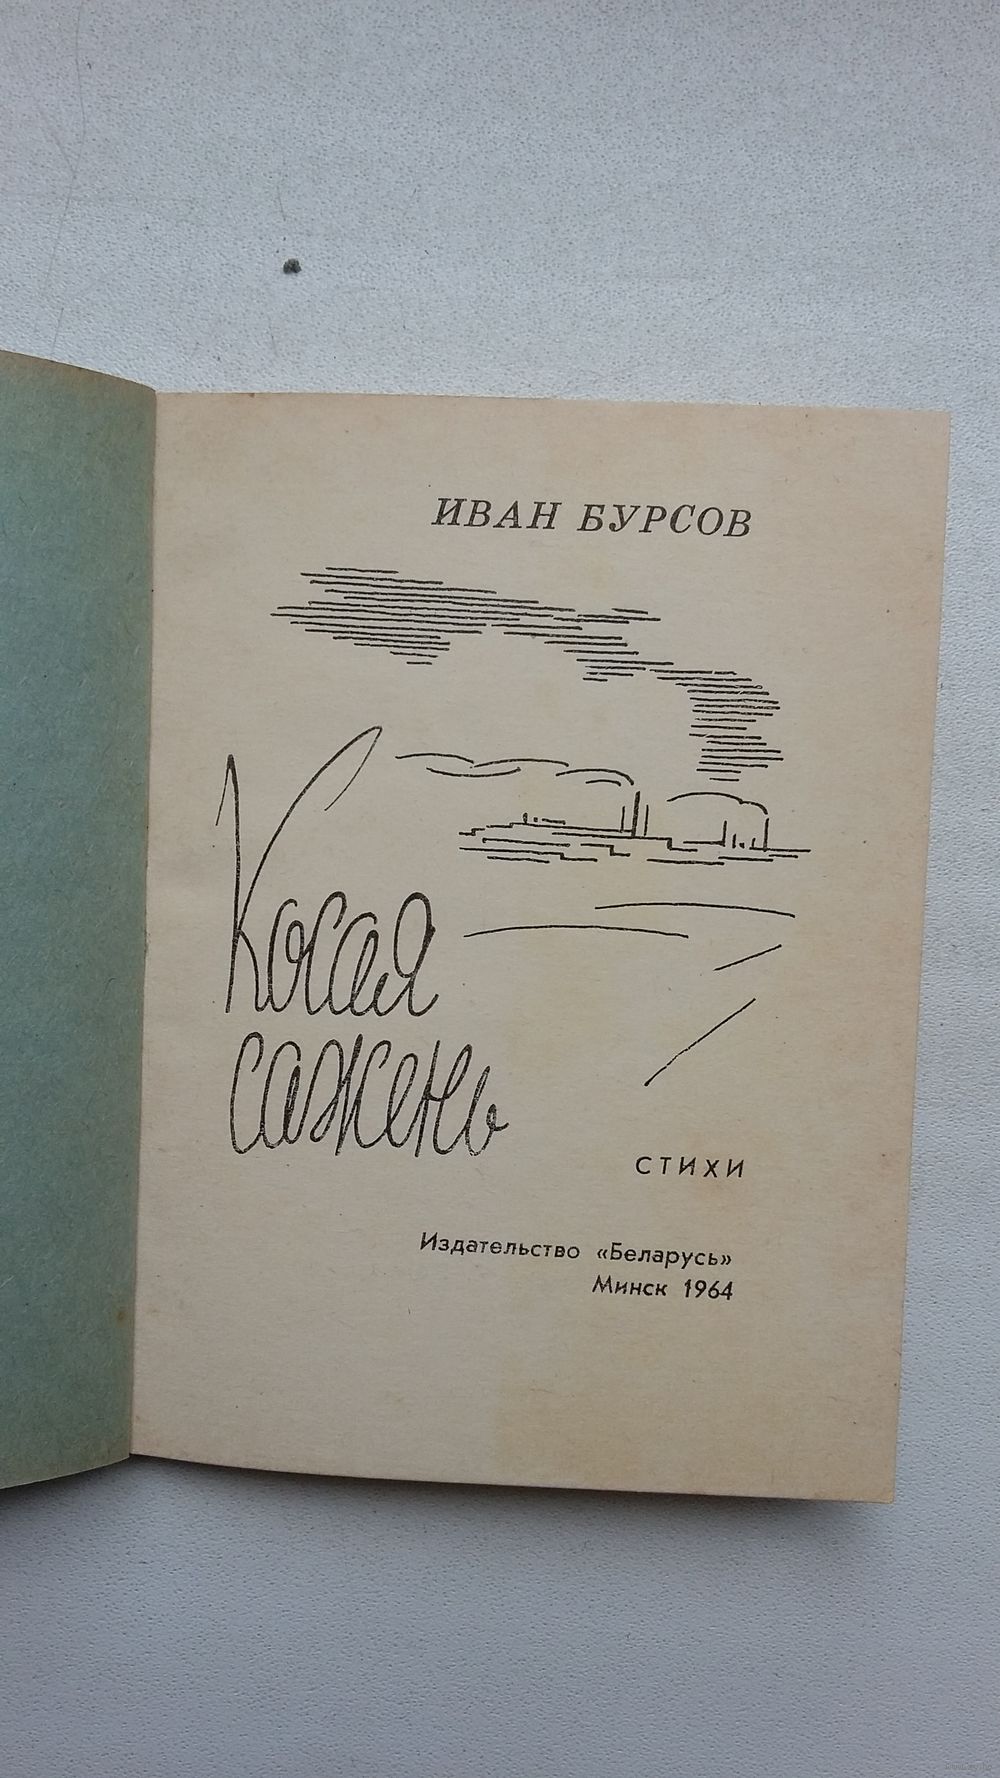 ИВАН БУРСОВ
Косая
сажень
СТИХИ
Издательство «Беларусь»
Минск 1964